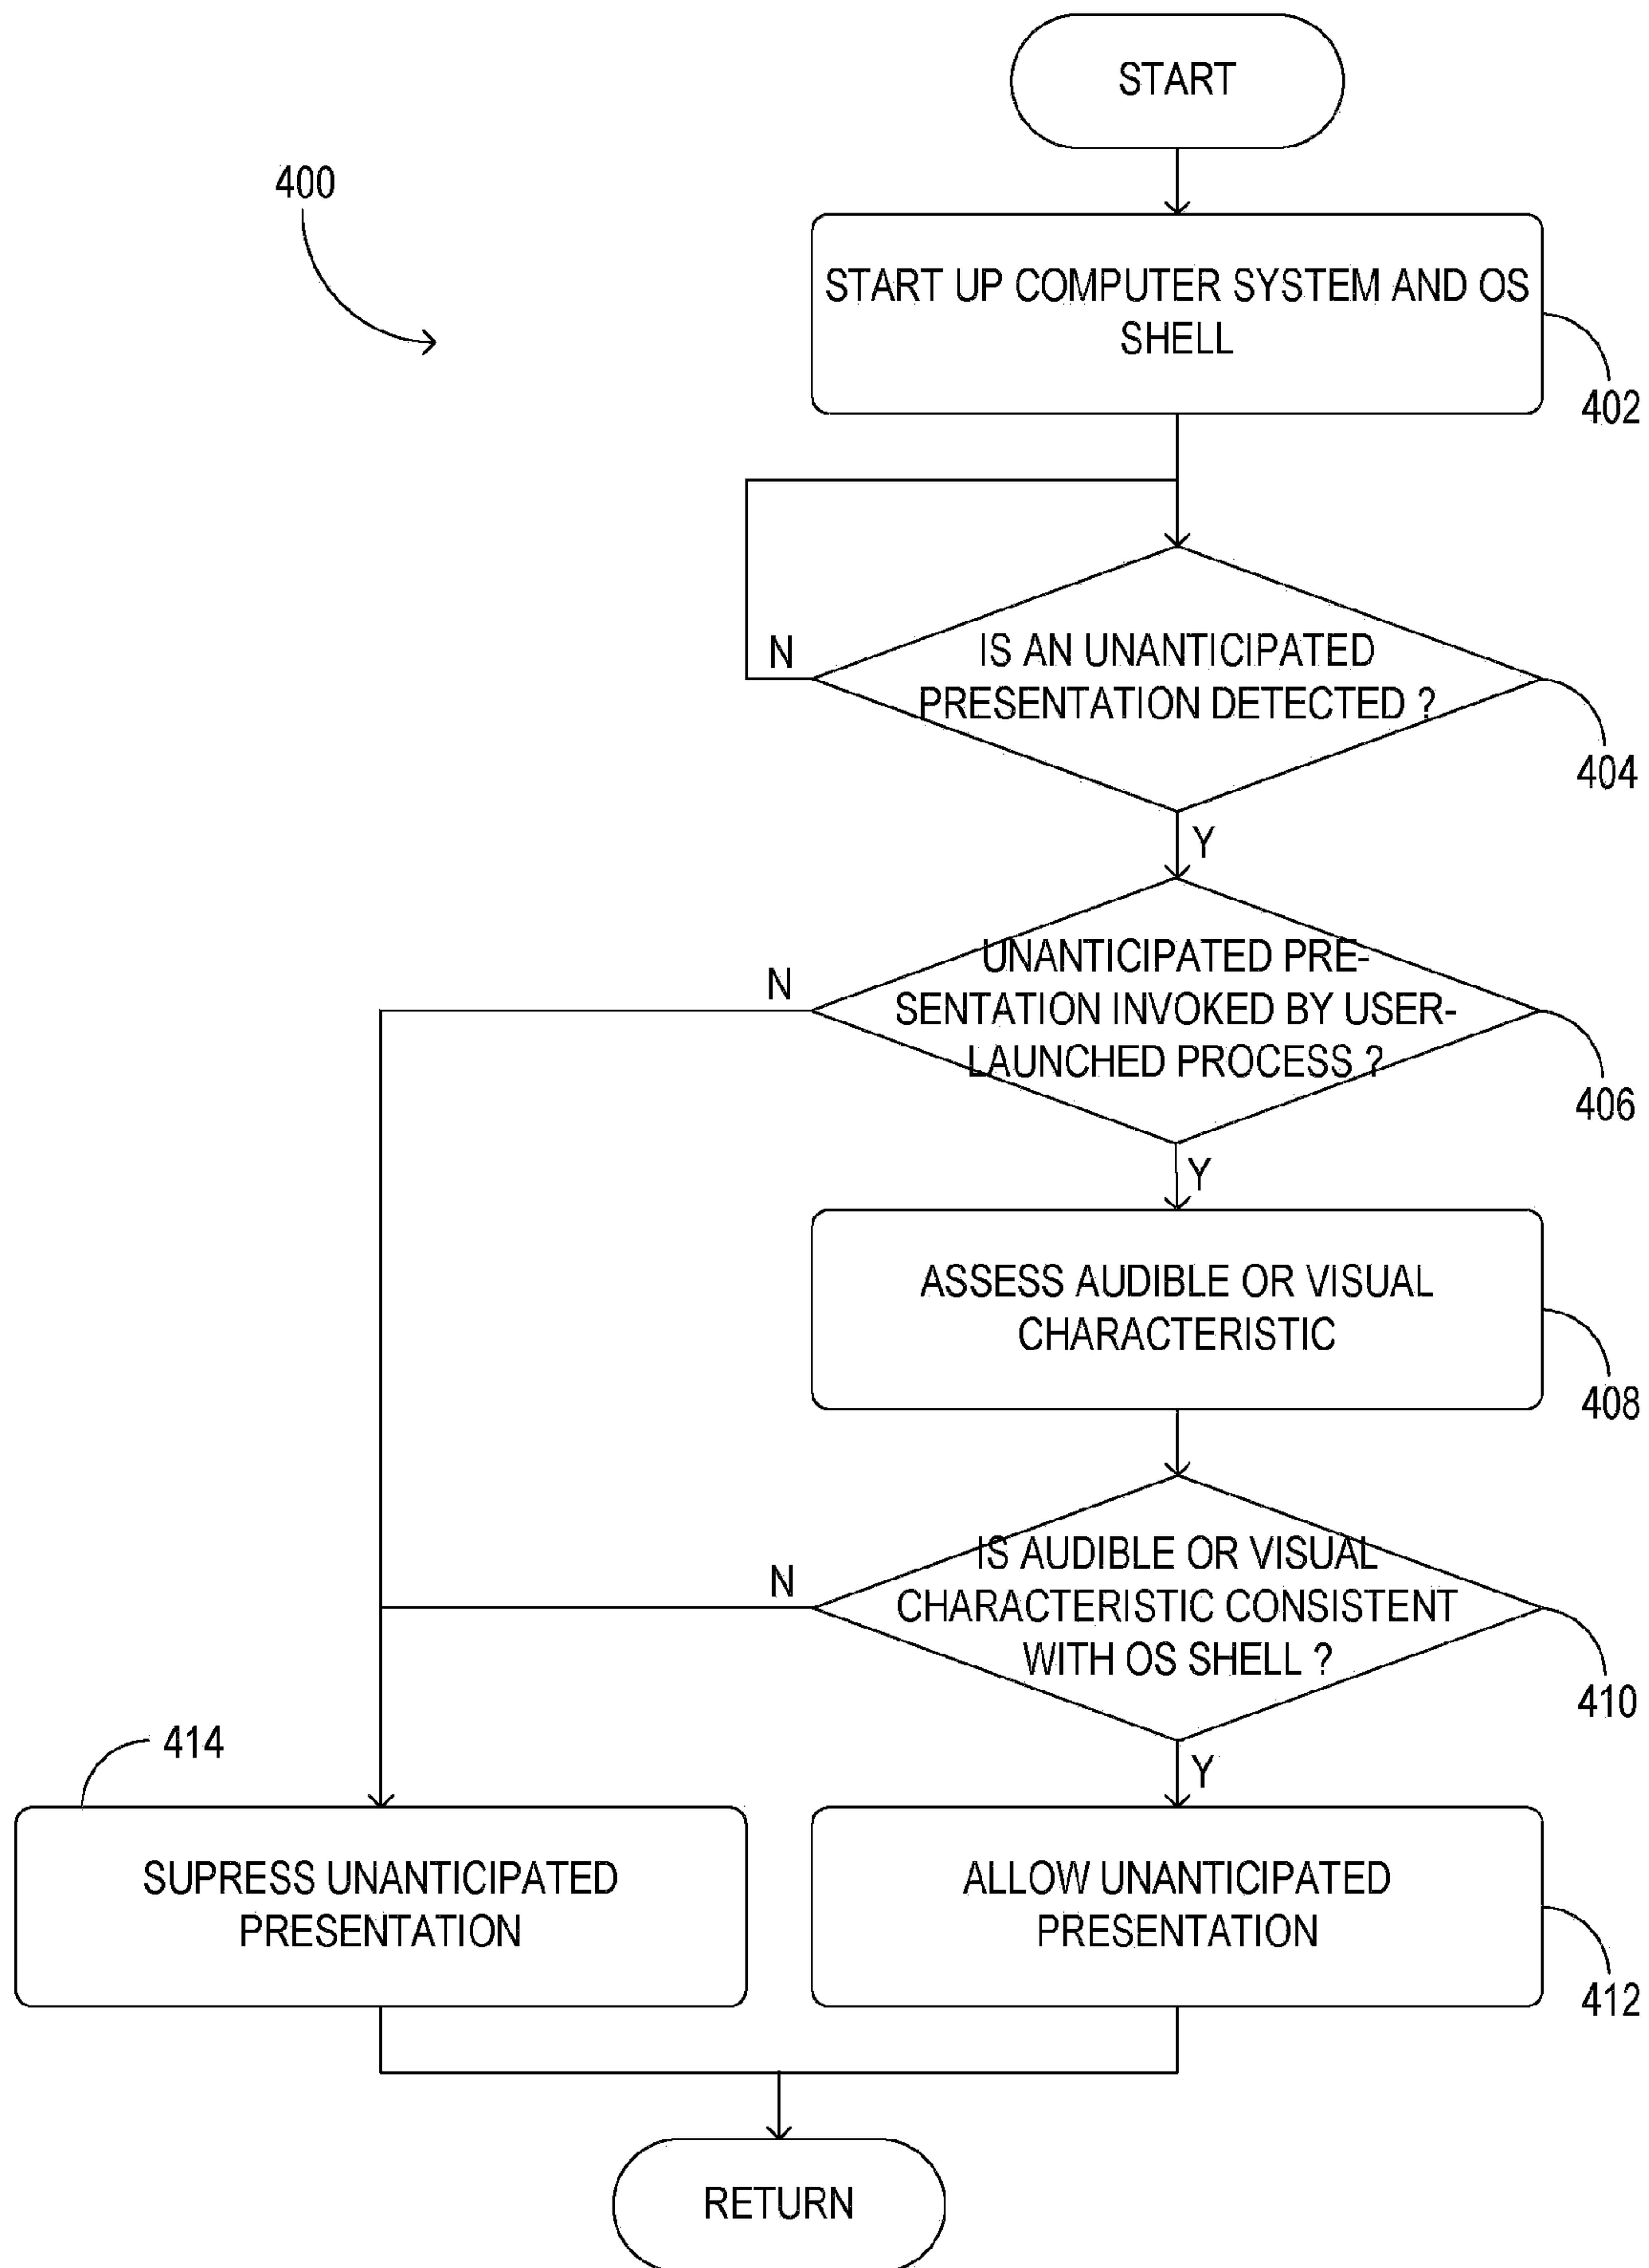 START
400
START UP COMPUTER SYSTEM AND OS
SHELL
402
N
IS AN UNANTICIPATED
PRESENTATION DETECTED ?
404
Y
N
UNANTICIPATED PRE-
SENTATION INVOKED BY USER-
LAUNCHED PROCESS ?
406
Y
ASSESS AUDIBLE OR VISUAL
CHARACTERISTIC
408
N
IS AUDIBLE OR VISUAL
CHARACTERISTIC CONSISTENT
WITH OS SHELL ?
410
Y
414
SUPRESS UNANTICIPATED
PRESENTATION
ALLOW UNANTICIPATED
PRESENTATION
412
RETURN